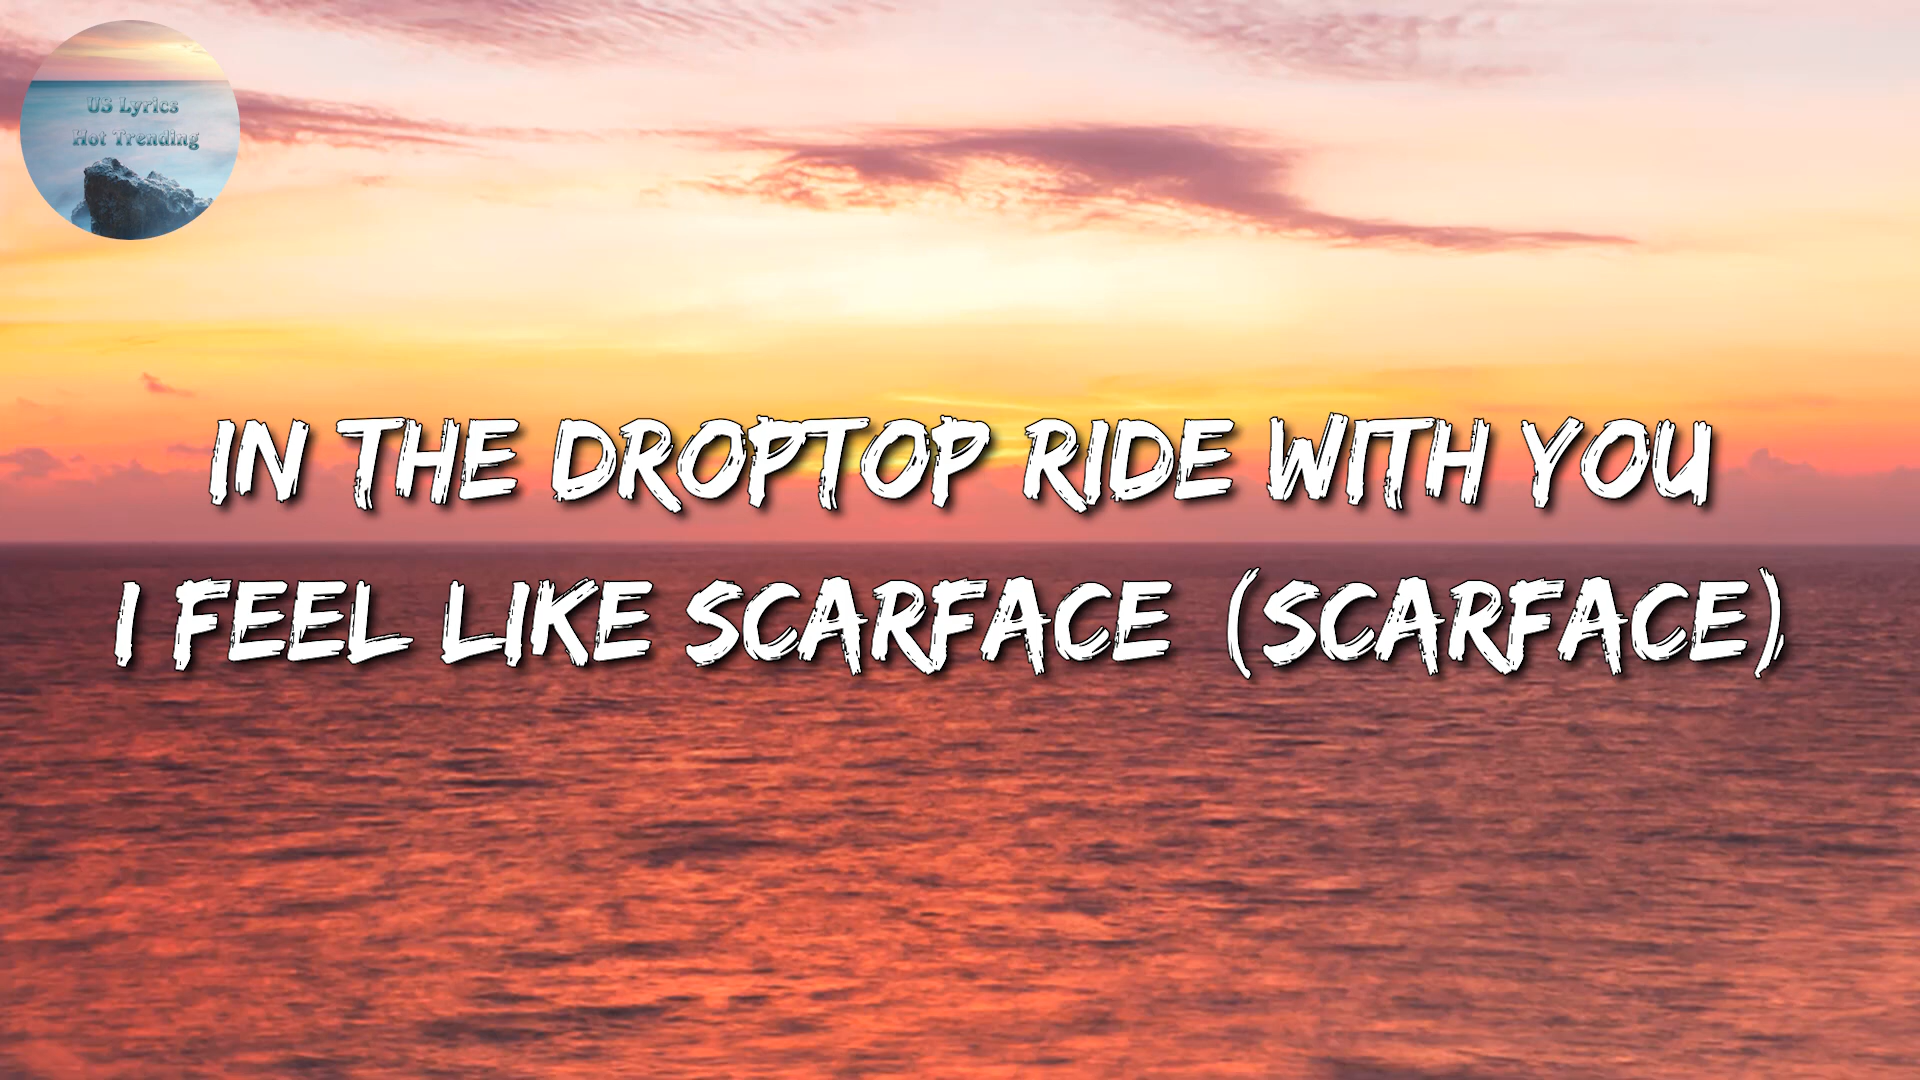 US Lyrics
Hot Trending
IN THE DROPTOP RIDE WITH YOU
I FEEL LIKE SCARFACE (SCARFACE)